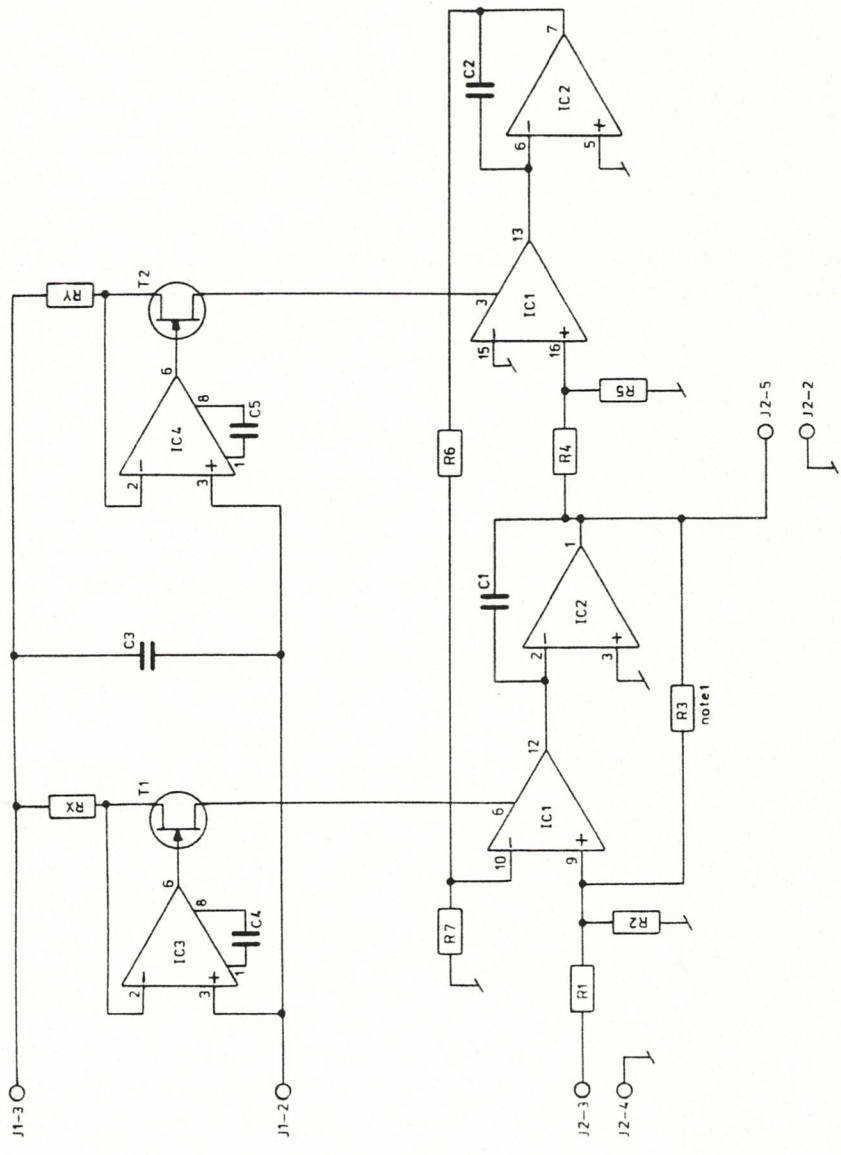 J1-3
J1-2
RX
T1
2
−
3
+
IC3
6
8
1
C4
C3
RY
T2
2
−
3
+
IC4
6
8
1
C5
R7
R6
J2-3
J2-4
R1
R2
10
−
9
+
IC1
6
12
R3
note1
C1
2
−
3
+
IC2
1
R4
R5
J2-5
J2-2
15
−
16
+
IC1
3
13
C2
6
−
5
+
IC2
7